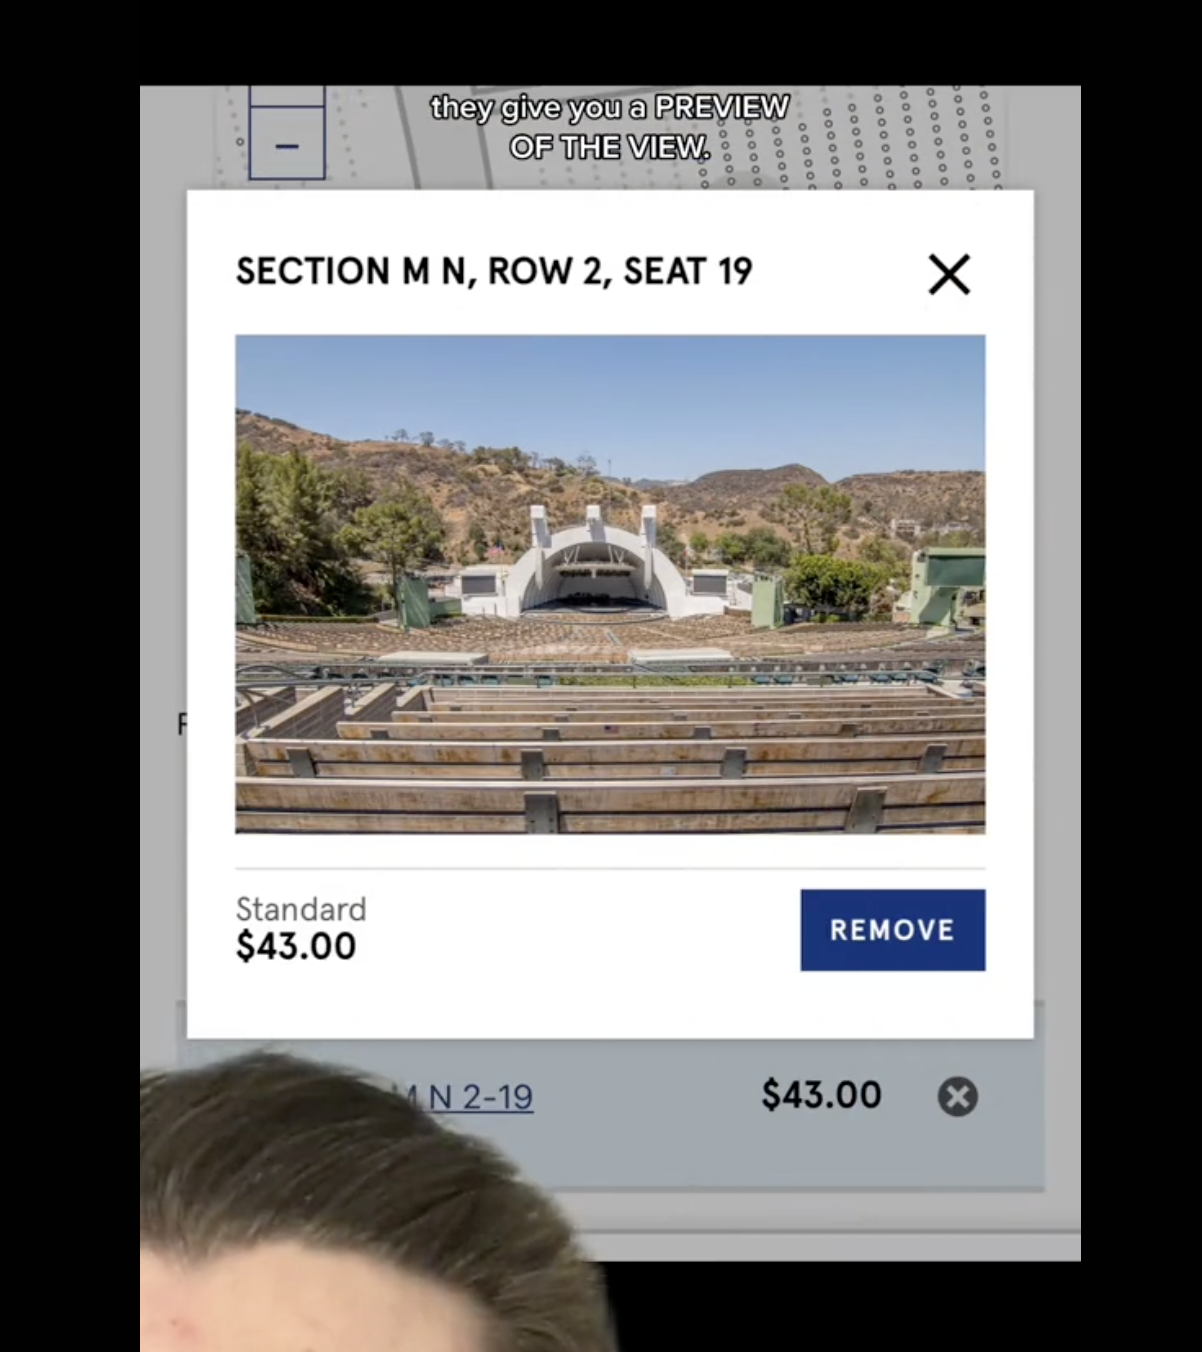 they give you a PREVIEW
OF THE VIEW.
SECTION M N, ROW 2, SEAT 19
Standard
$43.00
REMOVE
N 2-19
$43.00